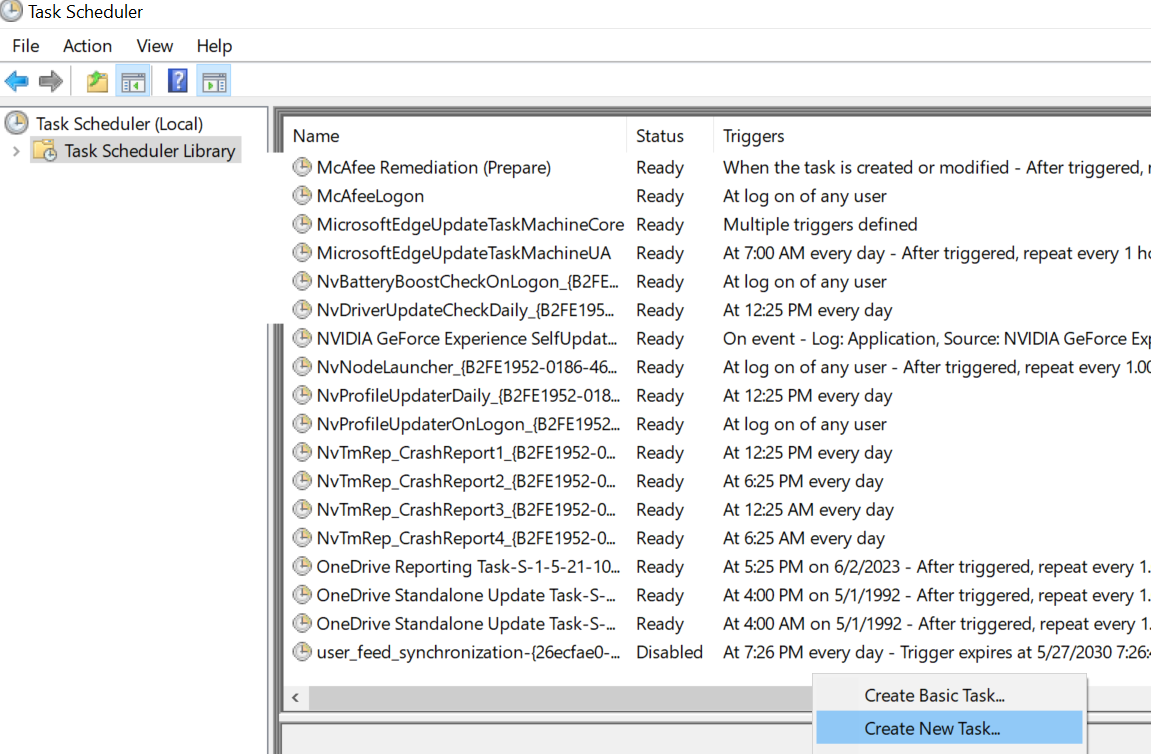 Task Scheduler
File Action View Help
Task Scheduler (Local)
Task Scheduler Library
Name Status Triggers
McAfee Remediation (Prepare) Ready When the task is created or modified - After triggered,
McAfeeLogon Ready At log on of any user
MicrosoftEdgeUpdateTaskMachineCore Ready Multiple triggers defined
MicrosoftEdgeUpdateTaskMachineUA Ready At 7:00 AM every day - After triggered, repeat every 1 ho
NvBatteryBoostCheckOnLogon_{B2FE... Ready At log on of any user
NvDriverUpdateCheckDaily_{B2FE195... Ready At 12:25 PM every day
NVIDIA GeForce Experience SelfUpdat... Ready On event - Log: Application, Source: NVIDIA GeForce Exp
NvNodeLauncher_{B2FE1952-0186-46... Ready At log on of any user - After triggered, repeat every 1.00
NvProfileUpdaterDaily_{B2FE1952-018... Ready At 12:25 PM every day
NvProfileUpdaterOnLogon_{B2FE1952... Ready At log on of any user
NvTmRep_CrashReport1_{B2FE1952-0... Ready At 12:25 PM every day
NvTmRep_CrashReport2_{B2FE1952-0... Ready At 6:25 PM every day
NvTmRep_CrashReport3_{B2FE1952-0... Ready At 12:25 AM every day
NvTmRep_CrashReport4_{B2FE1952-0... Ready At 6:25 AM every day
OneDrive Reporting Task-S-1-5-21-10... Ready At 5:25 PM on 6/2/2023 - After triggered, repeat every 1.
OneDrive Standalone Update Task-S-... Ready At 4:00 PM on 5/1/1992 - After triggered, repeat every 1.
OneDrive Standalone Update Task-S-... Ready At 4:00 AM on 5/1/1992 - After triggered, repeat every 1.
user_feed_synchronization-{26ecfae0-... Disabled At 7:26 PM every day - Trigger expires at 5/27/2030 7:26:
Create Basic Task...
Create New Task...